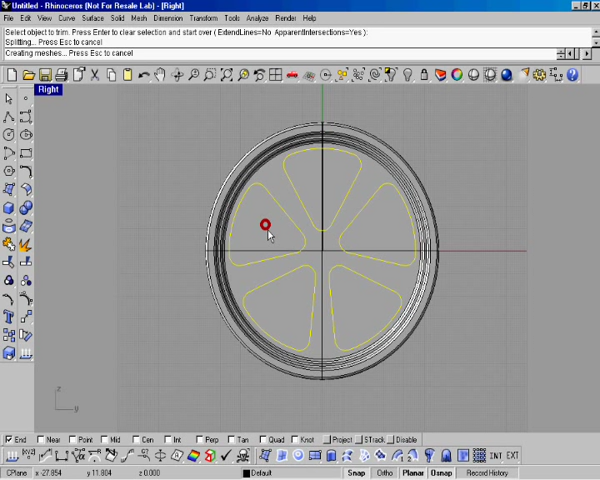 Untitled - Rhinoceros [Not For Resale Lab] - [Right]
File Edit View Curve Surface Solid Mesh Dimension Transform Tools Analyze Render Help
Select object to trim. Press Enter to clear selection and start over ( ExtendLines=No ApparentIntersections=Yes ):
Splitting... Press Esc to cancel
Creating meshes... Press Esc to cancel
Right
z
y
End Near Point Mid Cen Int Perp Tan Quad Knot Project STrack Disable
INT EXT
CPlane x -27.854 y 11.804 z 0.000 Default Snap Ortho Planar Osnap Record History